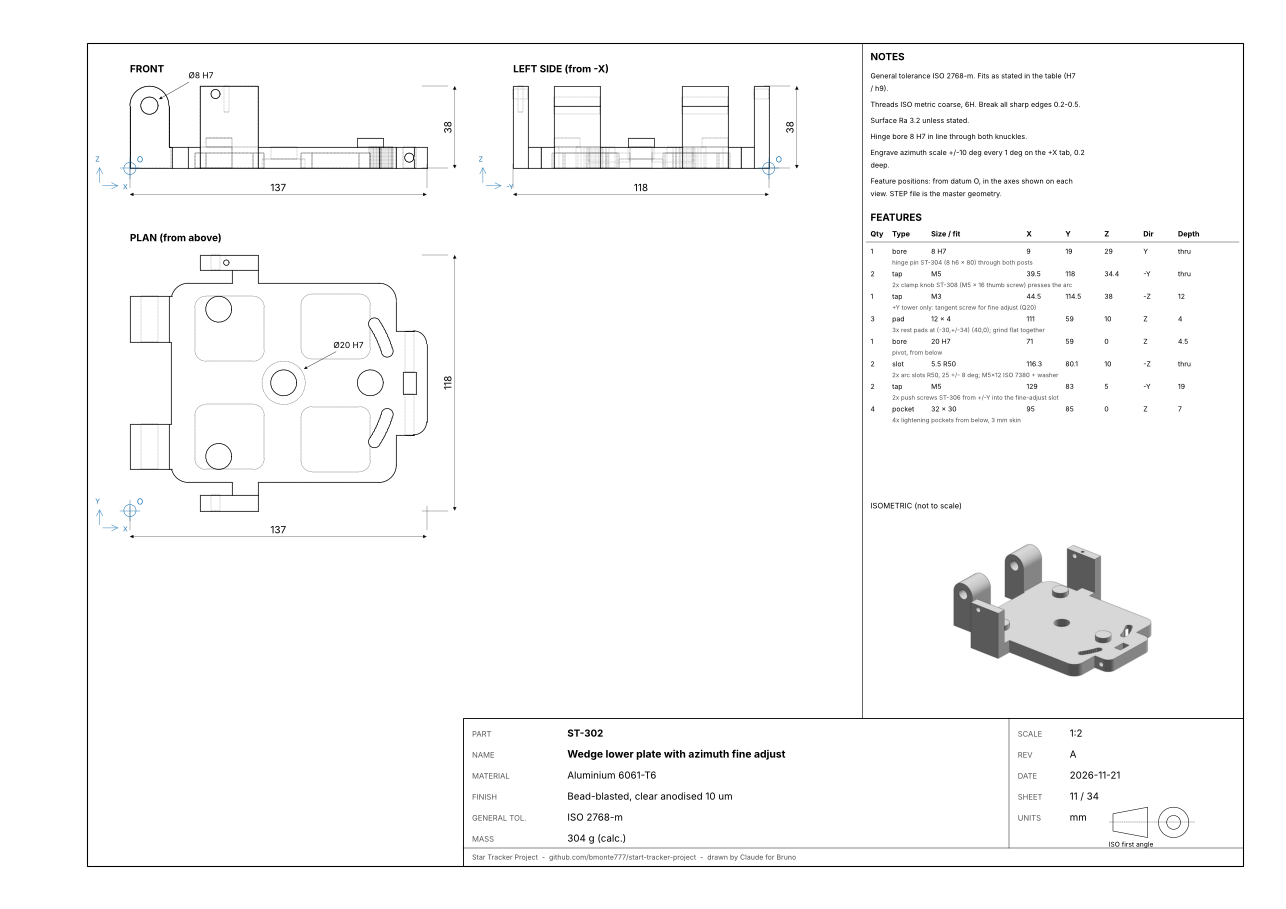 FRONT
Ø8 H7
38
Z
O
X
137
LEFT SIDE (from -X)
38
Z
O
-Y
118
PLAN (from above)
Ø20 H7
118
Y
O
X
137
NOTES
General tolerance ISO 2768-m. Fits as stated in the table (H7
/ h9).
Threads ISO metric coarse, 6H. Break all sharp edges 0.2-0.5.
Surface Ra 3.2 unless stated.
Hinge bore 8 H7 in line through both knuckles.
Engrave azimuth scale +/-10 deg every 1 deg on the +X tab, 0.2
deep.
Feature positions: from datum O, in the axes shown on each
view. STEP file is the master geometry.
FEATURES
Qty Type Size / fit X Y Z Dir Depth
1 bore 8 H7 9 19 29 Y thru
hinge pin ST-304 (8 h6 × 80) through both posts
2 tap M5 39.5 118 34.4 -Y thru
2x clamp knob ST-308 (M5 × 16 thumb screw) presses the arc
1 tap M3 44.5 114.5 38 -Z 12
+Y tower only: tangent screw for fine adjust (Q20)
3 pad 12 × 4 111 59 10 Z 4
3x rest pads at (-30,+/-34) (40,0); grind flat together
1 bore 20 H7 71 59 0 Z 4.5
pivot, from below
2 slot 5.5 R50 116.3 80.1 10 -Z thru
2x arc slots R50, 25 +/- 8 deg; M5×12 ISO 7380 + washer
2 tap M5 129 83 5 -Y 19
2x push screws ST-306 from +/-Y into the fine-adjust slot
4 pocket 32 × 30 95 85 0 Z 7
4x lightening pockets from below, 3 mm skin
ISOMETRIC (not to scale)
PART ST-302
NAME Wedge lower plate with azimuth fine adjust
MATERIAL Aluminium 6061-T6
FINISH Bead-blasted, clear anodised 10 um
GENERAL TOL. ISO 2768-m
MASS 304 g (calc.)
SCALE 1:2
REV A
DATE 2026-11-21
SHEET 11 / 34
UNITS mm
ISO first angle
Star Tracker Project - github.com/bmonte777/start-tracker-project - drawn by Claude for Bruno